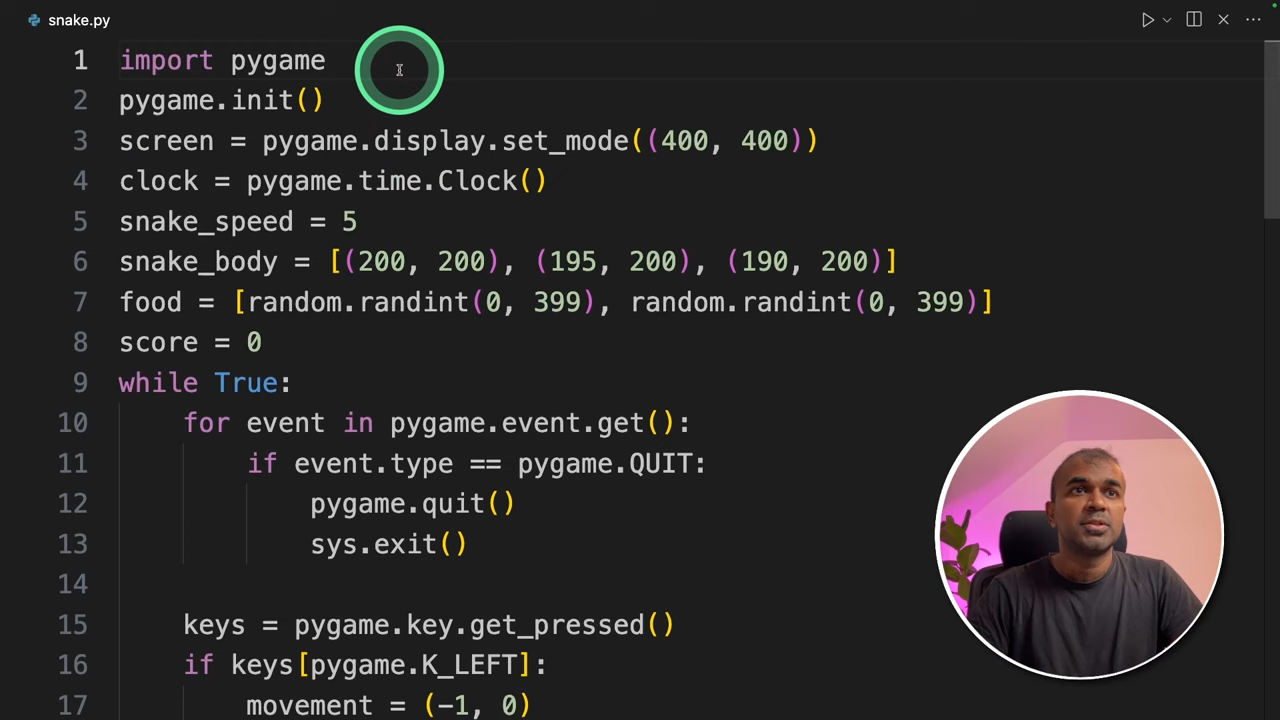 snake.py
1 import pygame
2 pygame.init()
3 screen = pygame.display.set_mode((400, 400))
4 clock = pygame.time.Clock()
5 snake_speed = 5
6 snake_body = [(200, 200), (195, 200), (190, 200)]
7 food = [random.randint(0, 399), random.randint(0, 399)]
8 score = 0
9 while True:
10     for event in pygame.event.get():
11         if event.type == pygame.QUIT:
12             pygame.quit()
13             sys.exit()
14
15     keys = pygame.key.get_pressed()
16     if keys[pygame.K_LEFT]:
17         movement = (-1, 0)